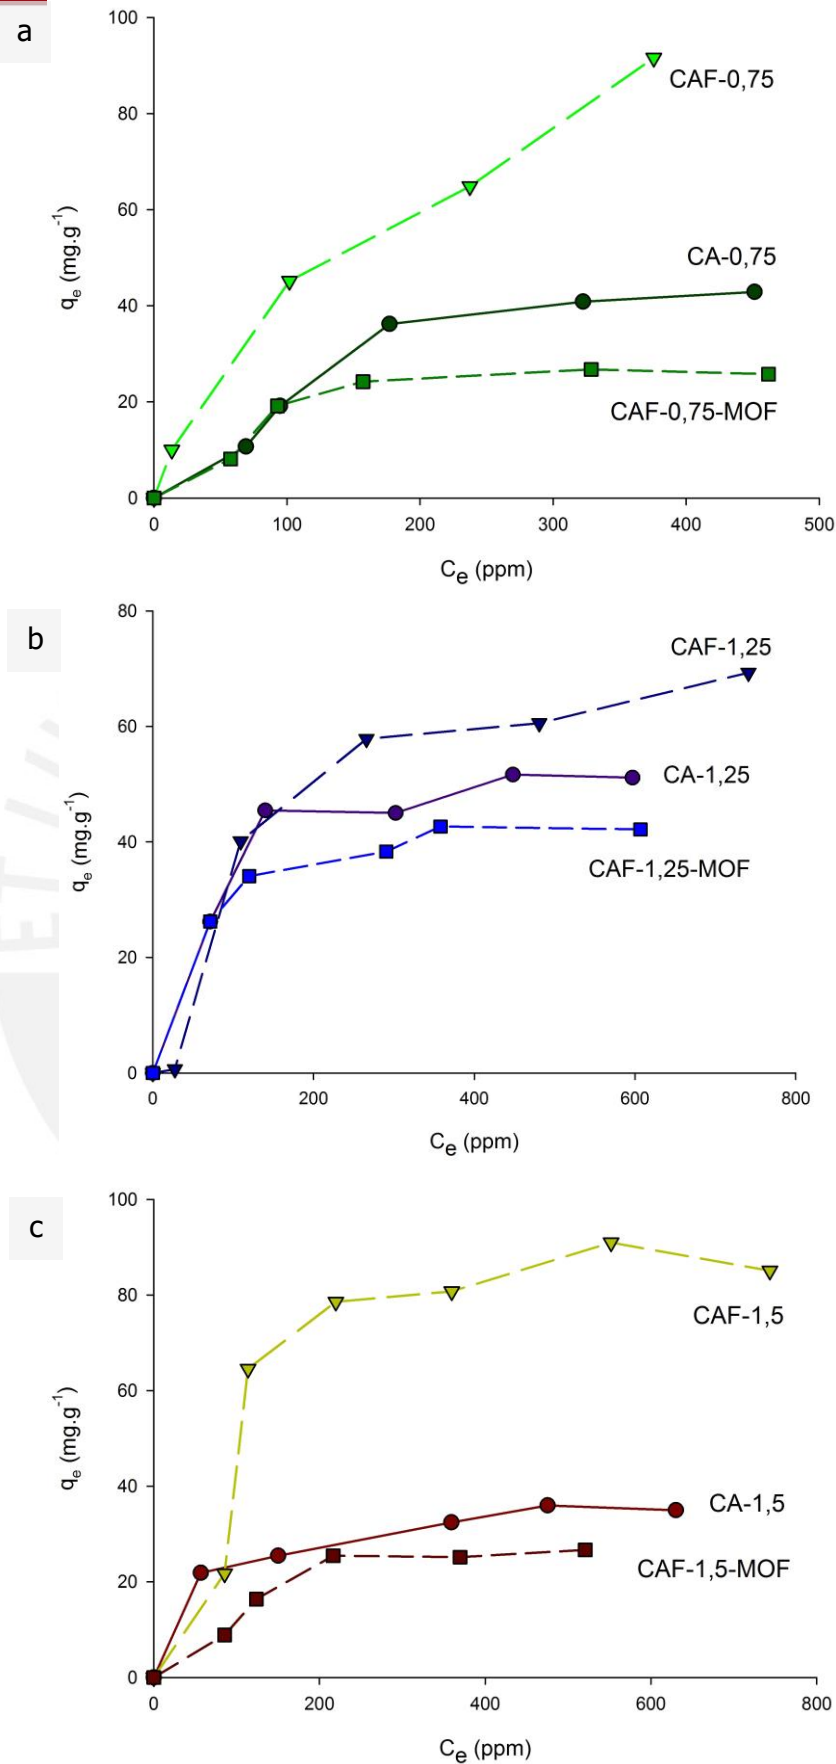 a
100
80
60
40
20
0
qe (mg.g-1)
CAF-0,75
CA-0,75
CAF-0,75-MOF
0 100 200 300 400 500
Ce (ppm)
b
80
60
40
20
0
qe (mg.g-1)
CAF-1,25
CA-1,25
CAF-1,25-MOF
0 200 400 600 800
Ce (ppm)
ET
c
100
80
60
40
20
0
qe (mg.g-1)
CAF-1,5
CA-1,5
CAF-1,5-MOF
0 200 400 600 800
Ce (ppm)